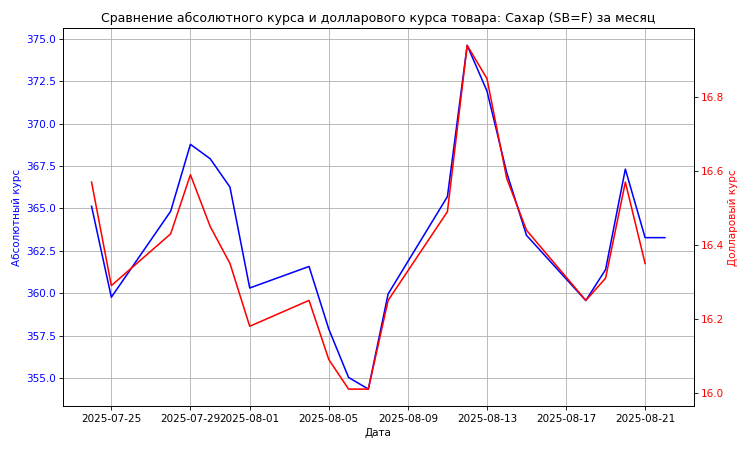 Сравнение абсолютного курса и долларового курса товара: Сахар (SB=F) за месяц
375.0
372.5
370.0
367.5
365.0
362.5
360.0
357.5
355.0
Абсолютный курс
16.8
16.6
16.4
16.2
16.0
Долларовый курс
2025-07-25 2025-07-29 2025-08-01 2025-08-05 2025-08-09 2025-08-13 2025-08-17 2025-08-21
Дата